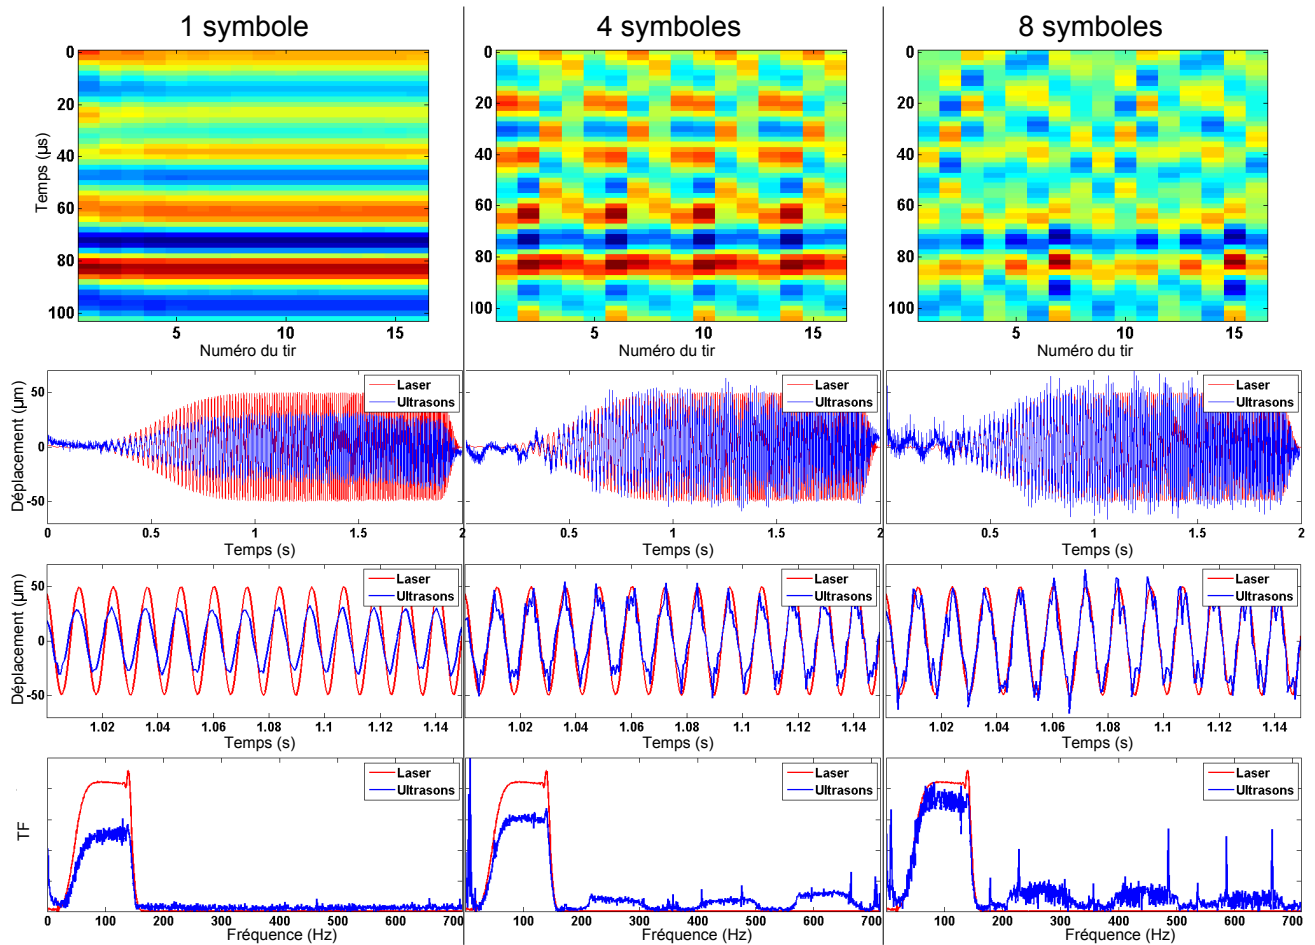 1 symbole
4 symboles
8 symboles
0
20
40
60
80
100
Temps (µs)
5
10
15
Numéro du tir
0
20
40
60
80
100
5
10
15
Numéro du tir
0
20
40
60
80
100
5
10
15
Numéro du tir
Déplacement (µm)
50
0
-50
Laser
Ultrasons
0
0.5
1
1.5
2
Temps (s)
Laser
Ultrasons
0.5
1
1.5
2
Temps (s)
Laser
Ultrasons
0.5
1
1.5
2
Temps (s)
Déplacement (µm)
50
0
-50
Laser
Ultrasons
1.02
1.04
1.06
1.08
1.1
1.12
1.14
Temps (s)
Laser
Ultrasons
1.02
1.04
1.06
1.08
1.1
1.12
1.14
Temps (s)
Laser
Ultrasons
1.02
1.04
1.06
1.08
1.1
1.12
1.14
Temps (s)
TF
Laser
Ultrasons
0
100
200
300
400
500
600
700
Fréquence (Hz)
Laser
Ultrasons
100
200
300
400
500
600
700
Fréquence (Hz)
Laser
Ultrasons
100
200
300
400
500
600
700
Fréquence (Hz)